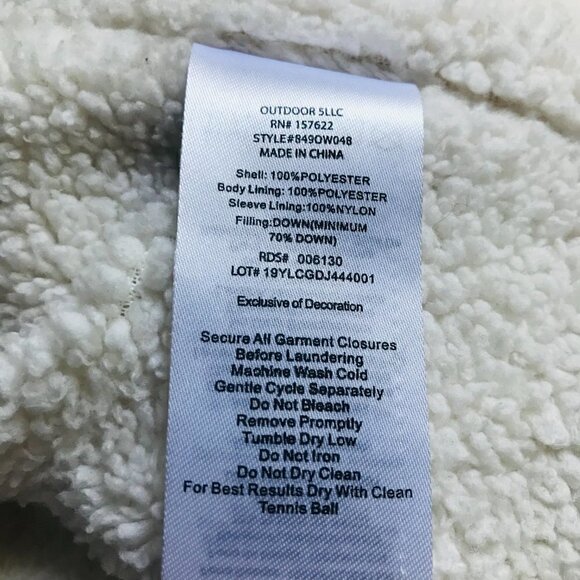 OUTDOOR 5LLC
RN# 157622
STYLE#849OW048
MADE IN CHINA
Shell: 100%POLYESTER
Body Lining: 100%POLYESTER
Sleeve Lining:100%NYLON
Filling:DOWN(MINIMUM
70% DOWN)
RDS# 006130
LOT# 19YLCGDJ444001
Exclusive of Decoration
Secure All Garment Closures
Before Laundering
Machine Wash Cold
Gentle Cycle Separately
Do Not Bleach
Remove Promptly
Tumble Dry Low
Do Not Iron
Do Not Dry Clean
For Best Results Dry With Clean
Tennis Ball